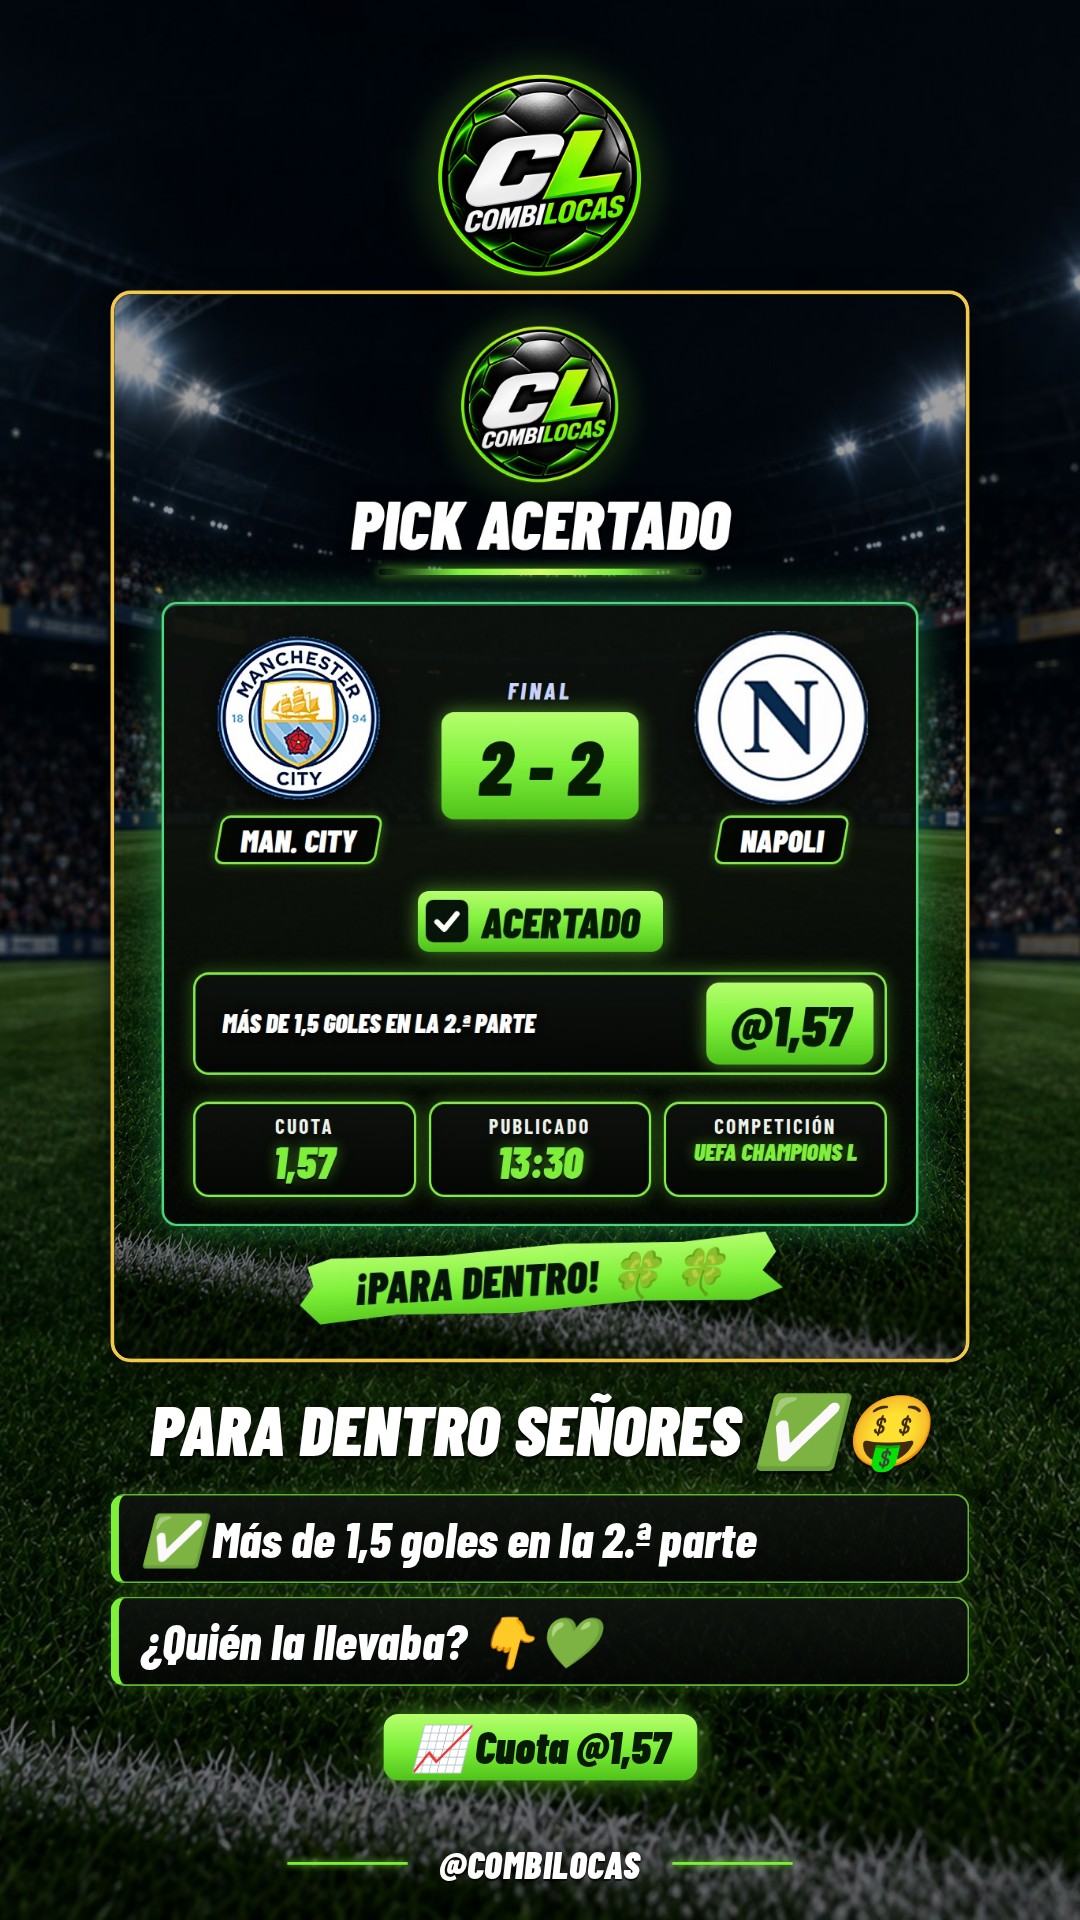 CL
COMBILOCAS
CL
COMBILOCAS
PICK ACERTADO
MANCHESTER
18 94
CITY
FINAL
2 - 2
N
MAN. CITY
NAPOLI
ACERTADO
MÁS DE 1,5 GOLES EN LA 2.ª PARTE
@1,57
CUOTA
1,57
PUBLICADO
13:30
COMPETICIÓN
UEFA CHAMPIONS L
¡PARA DENTRO! 🍀 🍀
PARA DENTRO SEÑORES ✅🤑
✅ Más de 1,5 goles en la 2.ª parte
¿Quién la llevaba? 👇💚
📈 Cuota @1,57
@COMBILOCAS